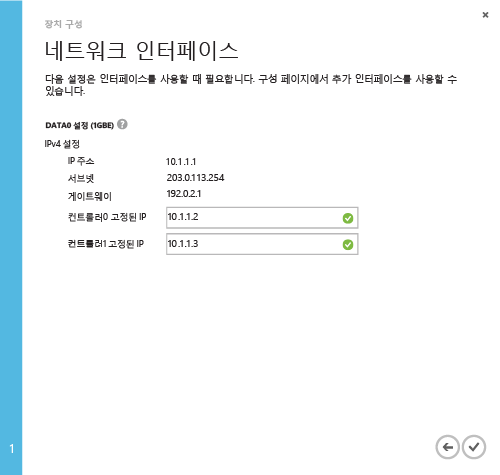 장치 구성
네트워크 인터페이스
다음 설정은 인터페이스를 사용할 때 필요합니다. 구성 페이지에서 추가 인터페이스를 사용할 수
있습니다.
DATA0 설정 (1GBE) ?
IPv4 설정
IP 주소 10.1.1.1
서브넷 203.0.113.254
게이트웨이 192.0.2.1
컨트롤러0 고정된 IP 10.1.1.2
컨트롤러1 고정된 IP 10.1.1.3
1